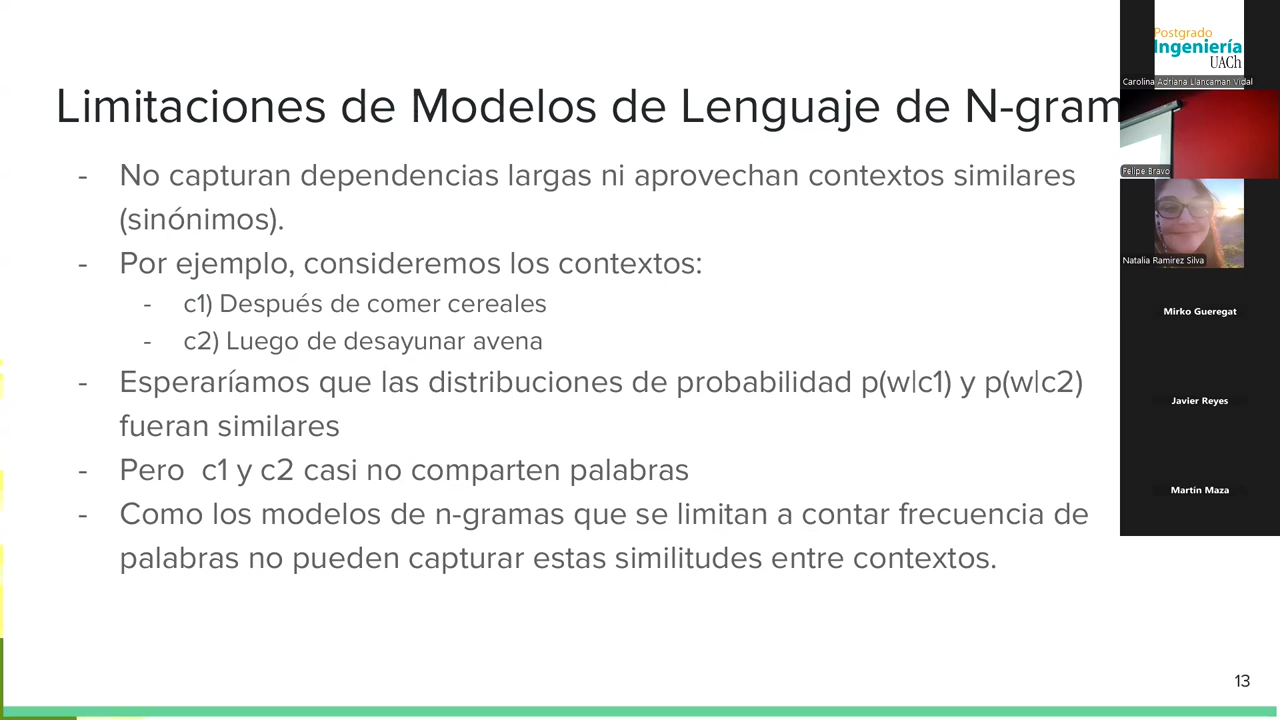 Limitaciones de Modelos de Lenguaje de N-gram
- No capturan dependencias largas ni aprovechan contextos similares
(sinónimos).
- Por ejemplo, consideremos los contextos:
- c1) Después de comer cereales
- c2) Luego de desayunar avena
- Esperaríamos que las distribuciones de probabilidad p(w|c1) y p(w|c2)
fueran similares
- Pero  c1 y c2 casi no comparten palabras
- Como los modelos de n-gramas que se limitan a contar frecuencia de
palabras no pueden capturar estas similitudes entre contextos.
13
Postgrado
Ingeniería
UACh
Carolina Adriana Llancaman Vidal
Felipe Bravo
Natalia Ramirez Silva
Mirko Gueregat
Javier Reyes
Martín Maza